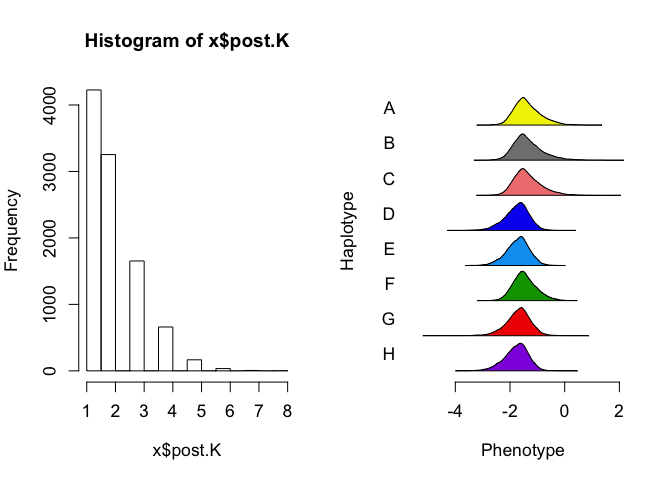 Histogram of x$post.K
Frequency
0
1000
2000
3000
4000
1 2 3 4 5 6 7 8
x$post.K
Haplotype
A
B
C
D
E
F
G
H
-4 -2 0 2
Phenotype